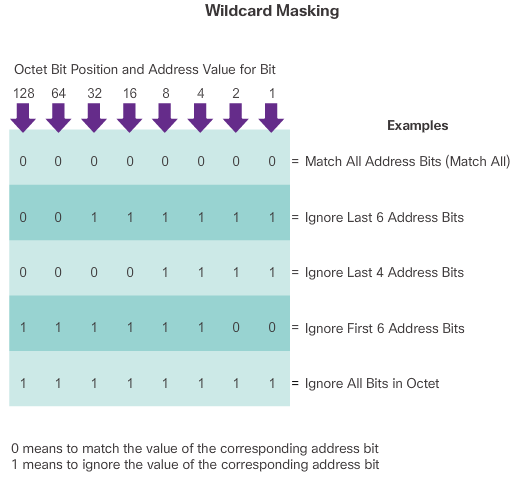 Wildcard Masking
Octet Bit Position and Address Value for Bit
128 64 32 16 8 4 2 1
Examples
0 0 0 0 0 0 0 0 = Match All Address Bits (Match All)
0 0 1 1 1 1 1 1 = Ignore Last 6 Address Bits
0 0 0 0 1 1 1 1 = Ignore Last 4 Address Bits
1 1 1 1 1 1 0 0 = Ignore First 6 Address Bits
1 1 1 1 1 1 1 1 = Ignore All Bits in Octet
0 means to match the value of the corresponding address bit
1 means to ignore the value of the corresponding address bit